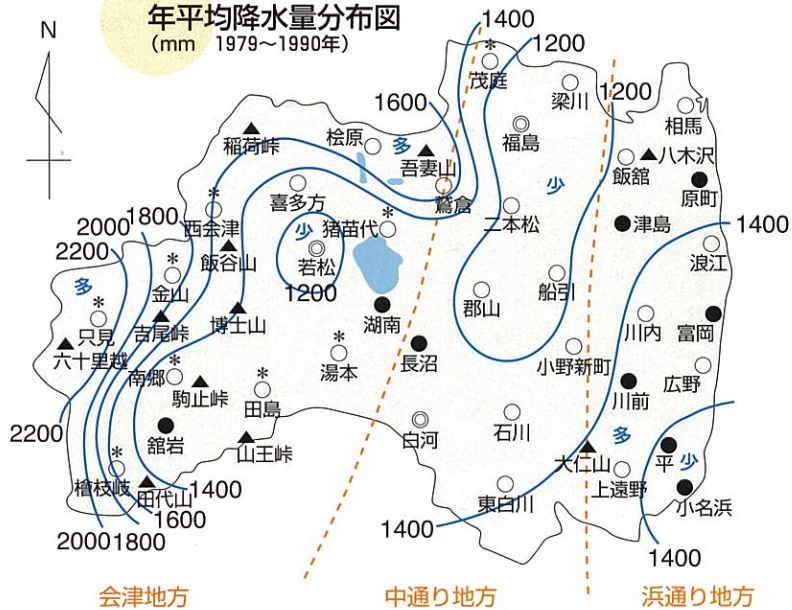 年平均降水量分布図
(mm 1979～1990年)
N
1400
*
茂庭
1200
梁川
1600
1200
相馬
桧原
多
福島
稲荷峠
吾妻山
飯舘
八木沢
喜多方
鷲倉
少
原町
*
西会津
*
猪苗代
二本松
津島
1400
2000
1800
2200
少
若松
飯谷山
浪江
多
*
金山
1200
船引
郡山
*
只見
吉尾峠
博士山
湖南
川内
富岡
六十里越
*
湯本
長沼
小野新町
*
南郷
駒止峠
*
田島
広野
川前
2200
舘岩
山王峠
白河
石川
多
大仁山
平
少
*
檜枝岐
田代山
1400
東白川
上遠野
小名浜
1600
1400
2000
1800
1400
会津地方
中通り地方
浜通り地方